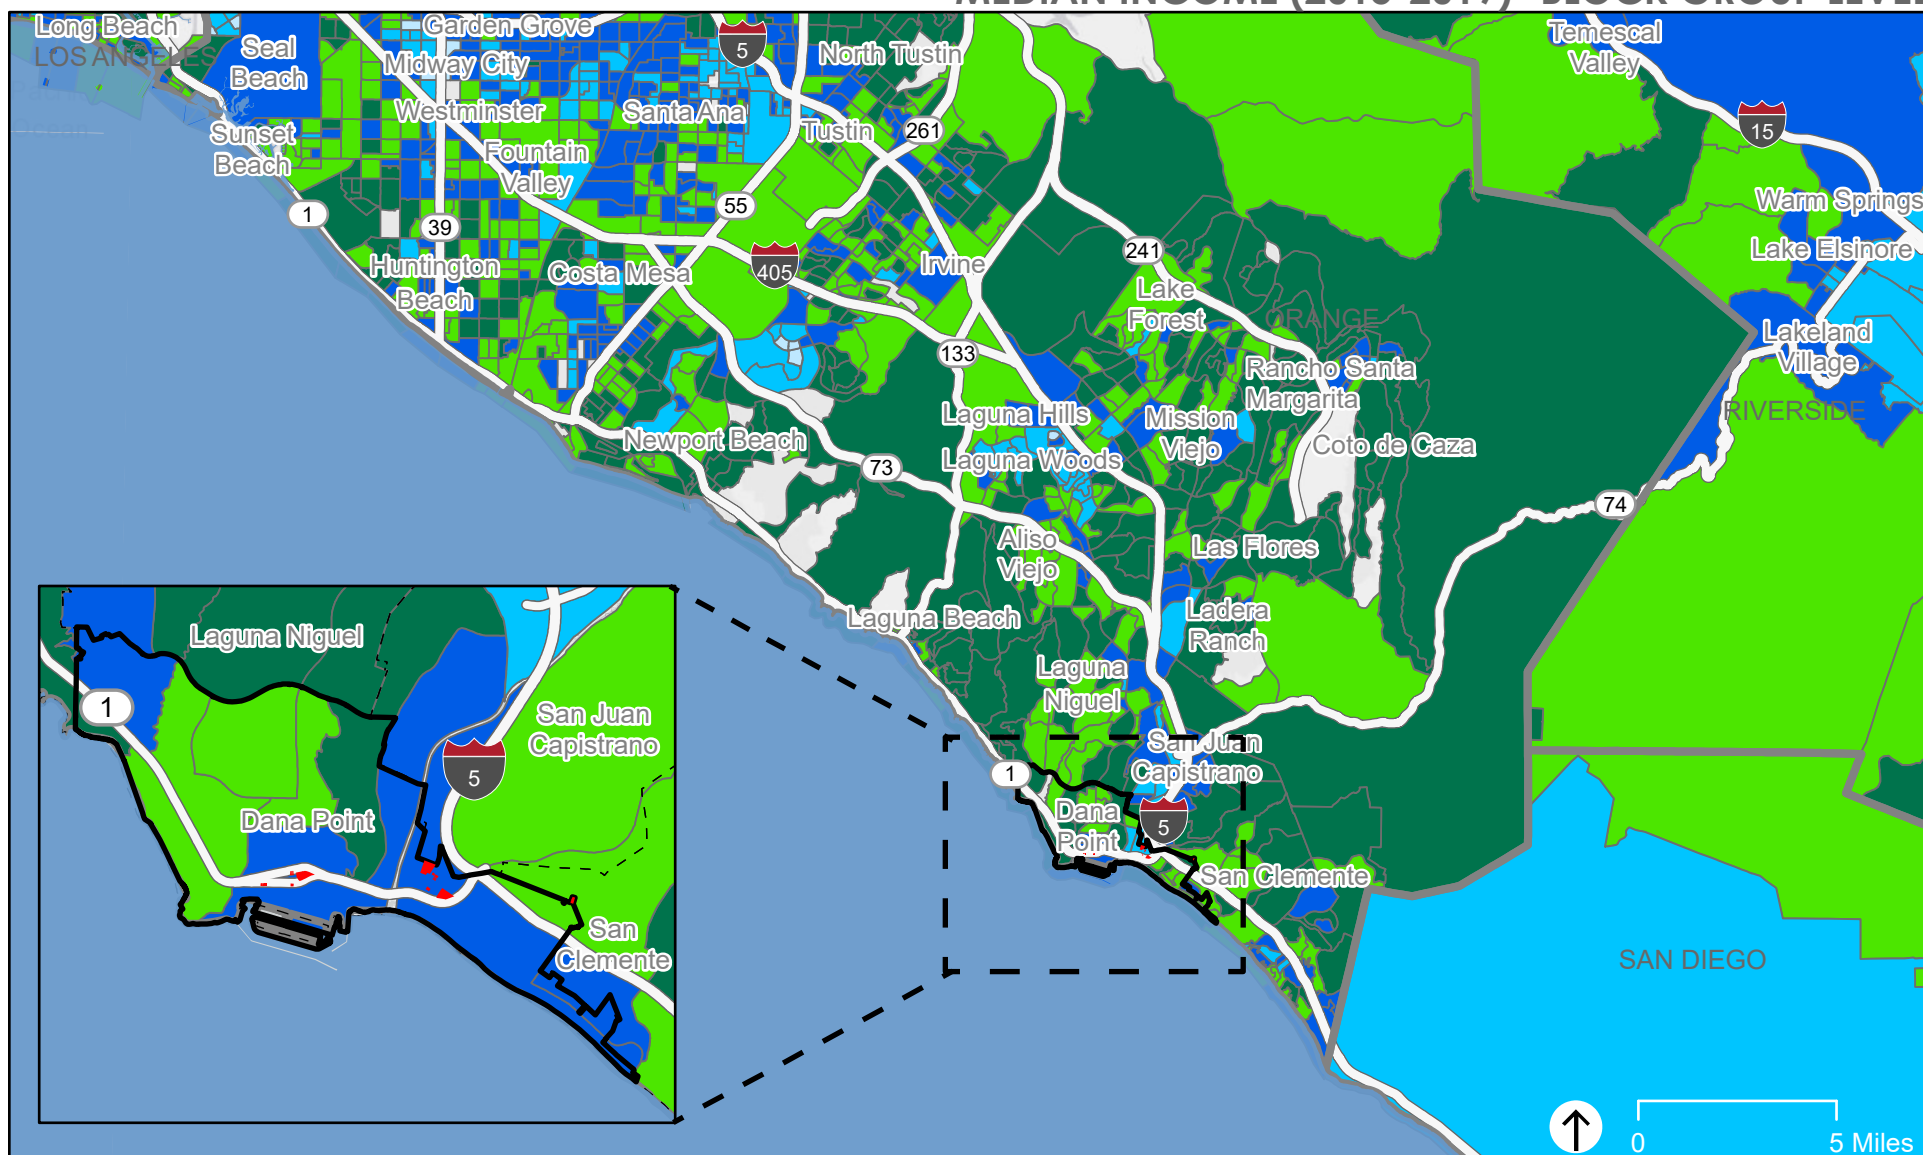 MEDIAN INCOME (2015-2019) - BLOCK GROUP LEVEL
Long Beach
LOS ANGELES
Seal
Beach
Garden Grove
Midway City
5
North Tustin
Temescal
Valley
Westminster
Santa Ana
Tustin
261
15
Sunset
Beach
Fountain
Valley
1
39
55
Warm Springs
Lake Elsinore
Huntington
Beach
Costa Mesa
405
Irvine
241
Lake
Forest
ORANGE
Lakeland
Village
133
Rancho Santa
Margarita
RIVERSIDE
Laguna Hills
Mission
Viejo
Newport Beach
Laguna Woods
Coto de Caza
73
74
Aliso
Viejo
Las Flores
Laguna Beach
Ladera
Ranch
Laguna
Niguel
San Juan
Capistrano
1
Dana
Point
5
San Clemente
SAN DIEGO
Laguna Niguel
1
San Juan
Capistrano
5
Dana Point
San
Clemente
0
5 Miles